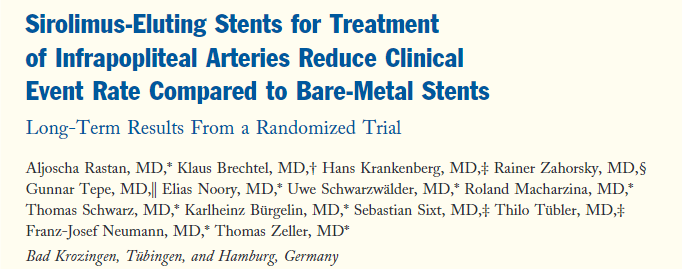 Sirolimus-Eluting Stents for Treatment
of Infrapopliteal Arteries Reduce Clinical
Event Rate Compared to Bare-Metal Stents
Long-Term Results From a Randomized Trial
Aljoscha Rastan, MD,* Klaus Brechtel, MD,† Hans Krankenberg, MD,‡ Rainer Zahorsky, MD,§
Gunnar Tepe, MD,‖ Elias Noory, MD,* Uwe Schwarzwälder, MD,* Roland Macharzina, MD,*
Thomas Schwarz, MD,* Karlheinz Bürgelin, MD,* Sebastian Sixt, MD,‡ Thilo Tübler, MD,‡
Franz-Josef Neumann, MD,* Thomas Zeller, MD*
Bad Krozingen, Tübingen, and Hamburg, Germany